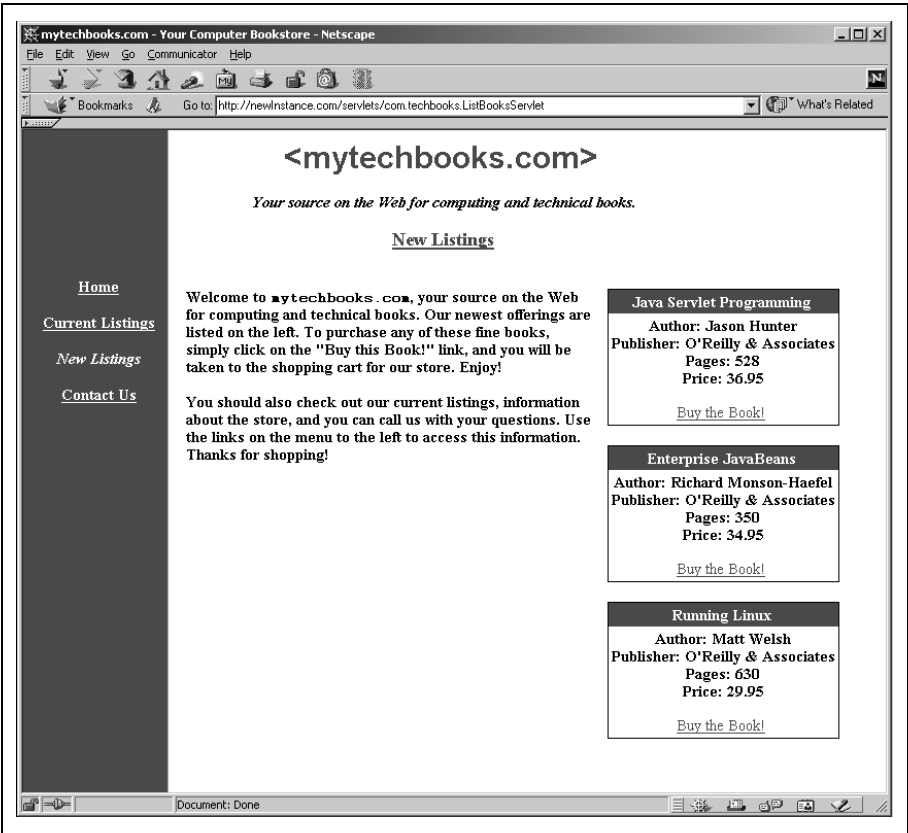 mytechbooks.com - Your Computer Bookstore - Netscape
File Edit View Go Communicator Help
My
N
Bookmarks Go to: http://newInstance.com/servlets/com.techbooks.ListBooksServlet What's Related
<mytechbooks.com>
Your source on the Web for computing and technical books.
New Listings
Home
Current Listings
New Listings
Contact Us
Welcome to mytechbooks.com, your source on the Web
for computing and technical books. Our newest offerings are
listed on the left. To purchase any of these fine books,
simply click on the "Buy this Book!" link, and you will be
taken to the shopping cart for our store. Enjoy!
You should also check out our current listings, information
about the store, and you can call us with your questions. Use
the links on the menu to the left to access this information.
Thanks for shopping!
Java Servlet Programming
Author: Jason Hunter
Publisher: O'Reilly & Associates
Pages: 528
Price: 36.95
Buy the Book!
Enterprise JavaBeans
Author: Richard Monson-Haefel
Publisher: O'Reilly & Associates
Pages: 350
Price: 34.95
Buy the Book!
Running Linux
Author: Matt Welsh
Publisher: O'Reilly & Associates
Pages: 630
Price: 29.95
Buy the Book!
Document: Done